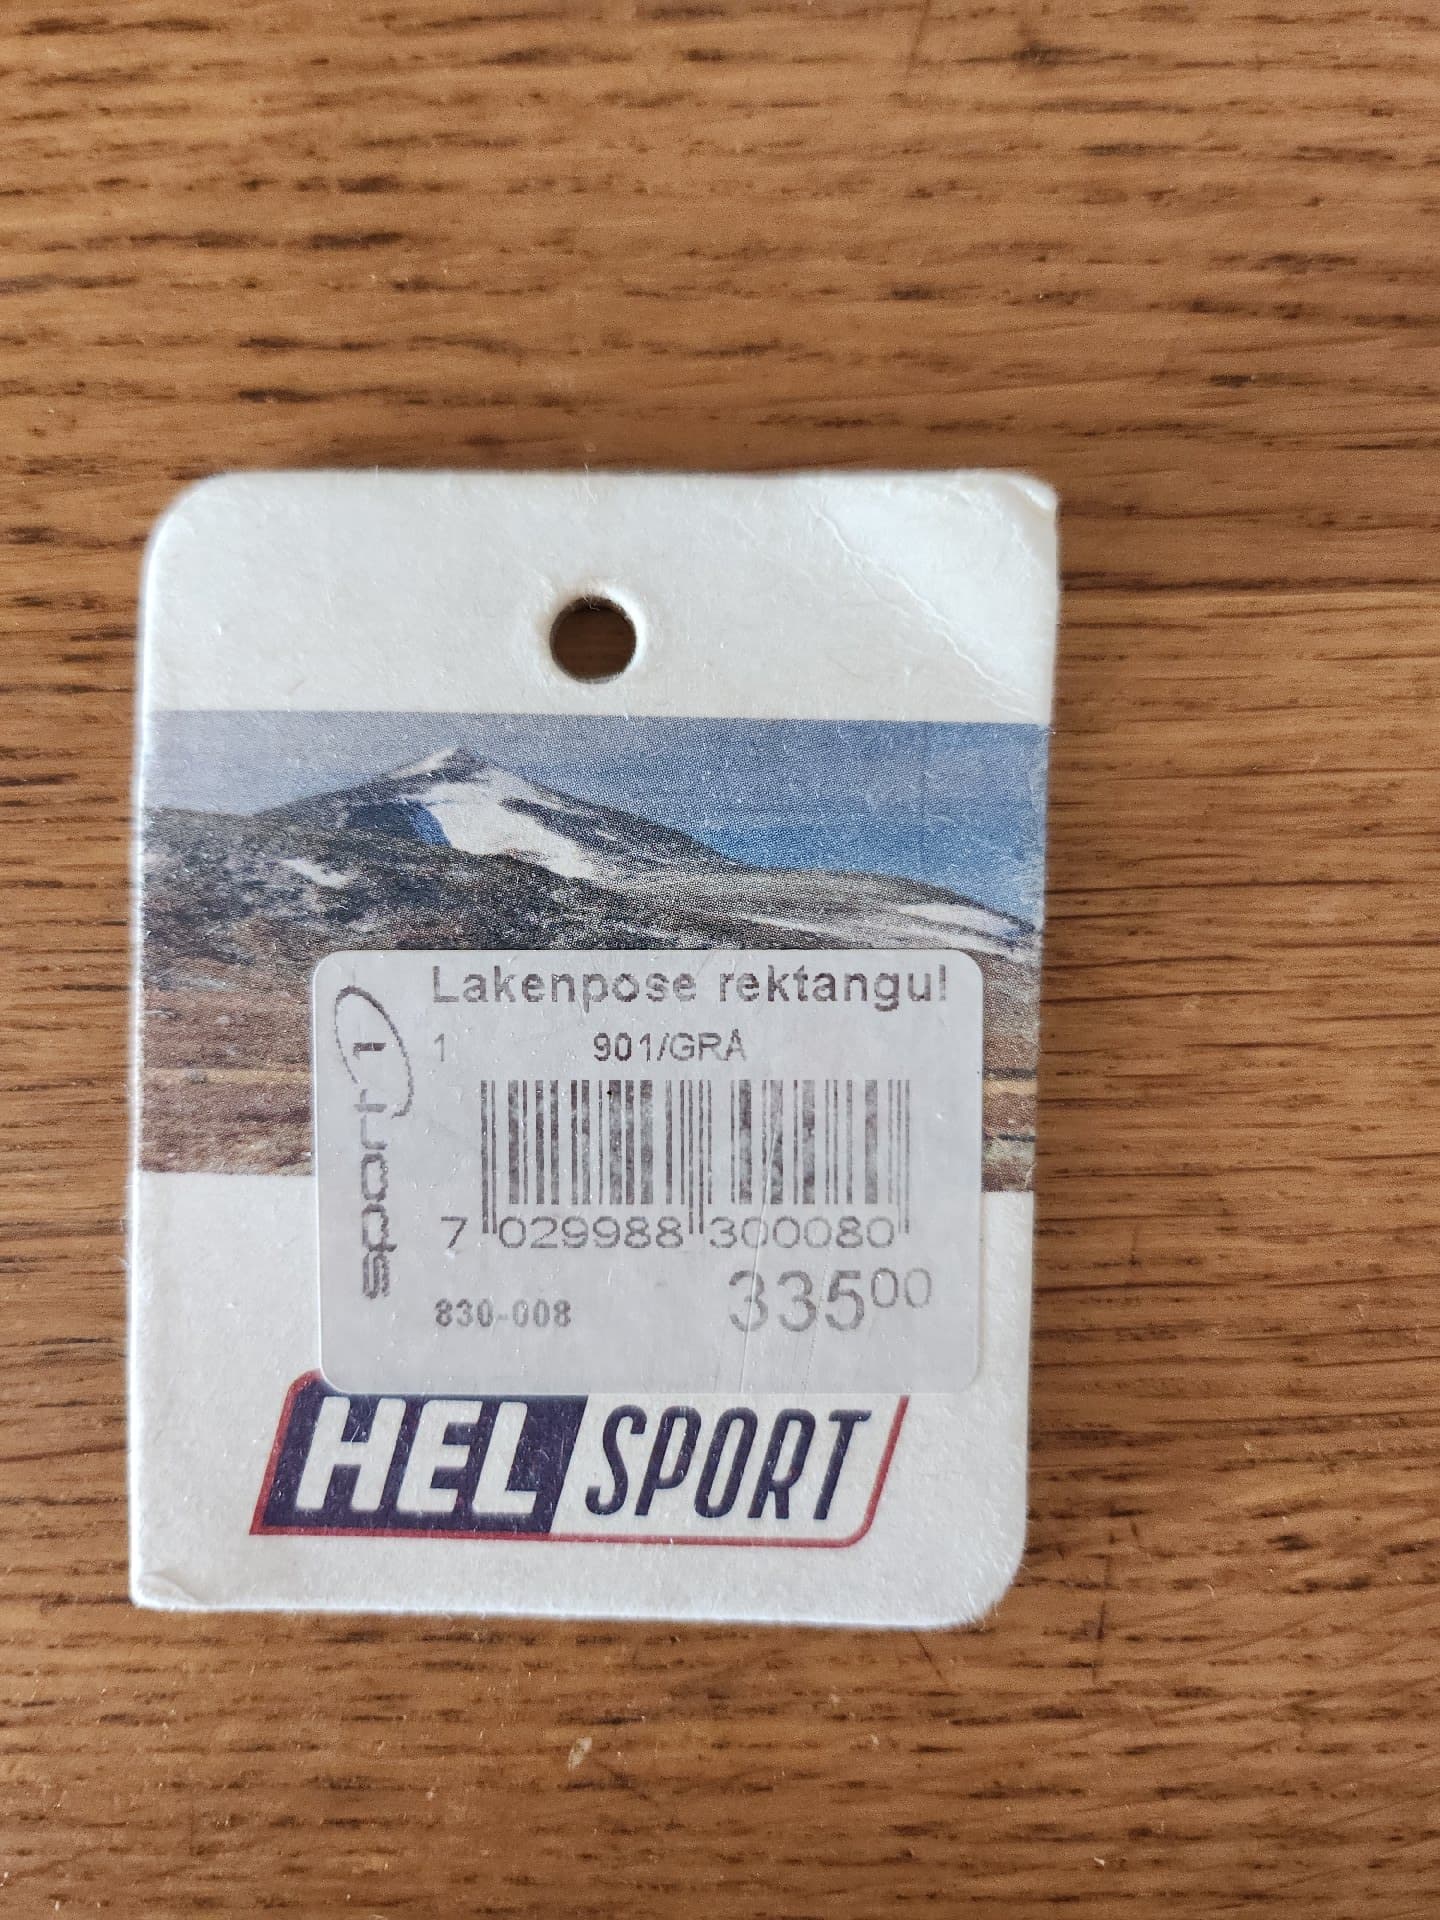 Lakenpose rektangul
1 901/GRÅ
sport 1
7 029988 300080
830-008 335⁰⁰
HEL SPORT